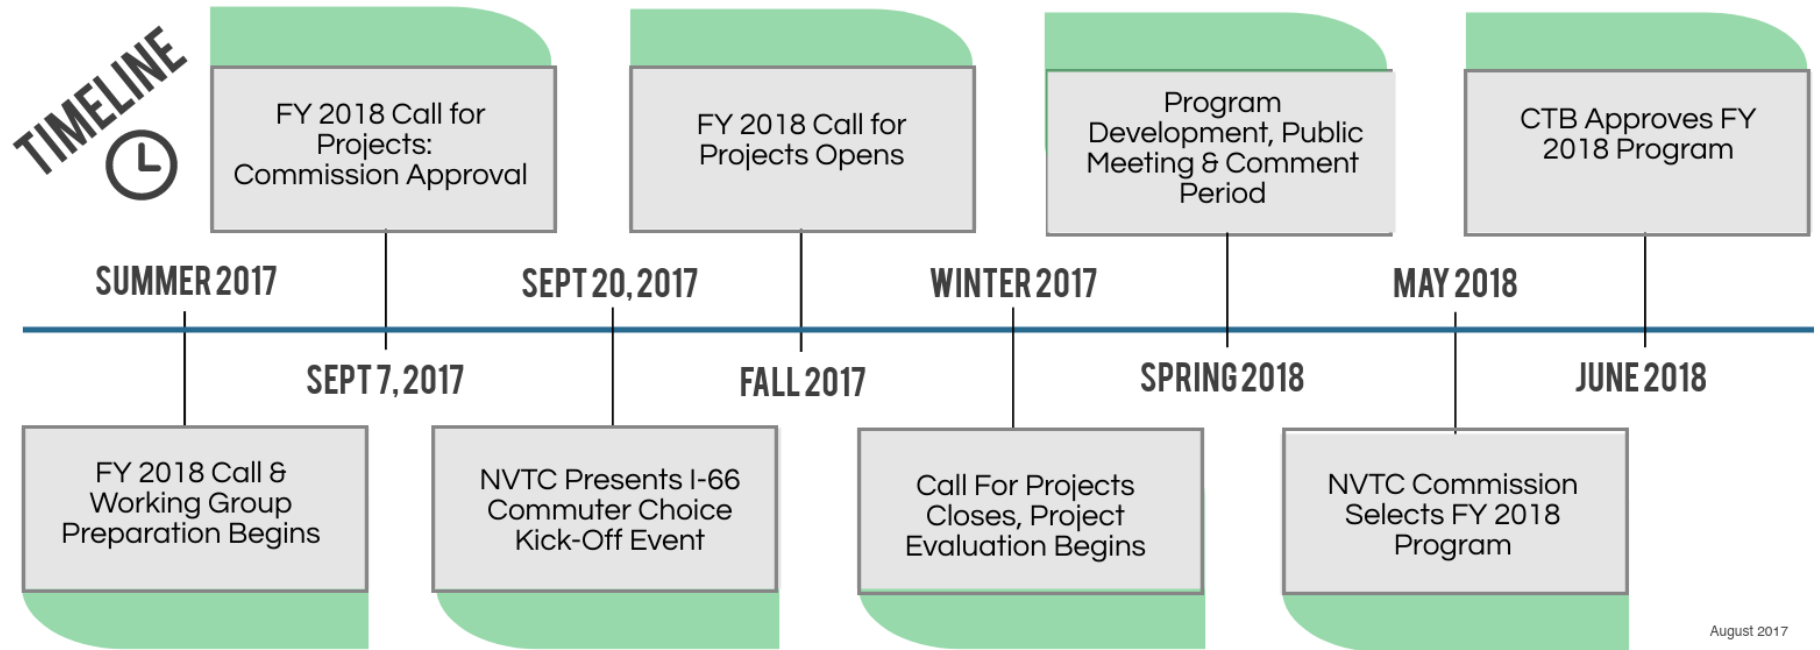 TIMELINE
FY 2018 Call for
Projects:
Commission Approval
FY 2018 Call for
Projects Opens
Program
Development, Public
Meeting & Comment
Period
CTB Approves FY
2018 Program
SUMMER 2017
SEPT 20, 2017
WINTER 2017
MAY 2018
SEPT 7, 2017
FALL 2017
SPRING 2018
JUNE 2018
FY 2018 Call &
Working Group
Preparation Begins
NVTC Presents I-66
Commuter Choice
Kick-Off Event
Call For Projects
Closes, Project
Evaluation Begins
NVTC Commission
Selects FY 2018
Program
August 2017